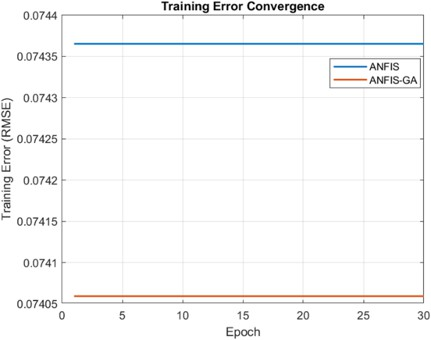 Training Error Convergence
0.0744
0.07435
0.0743
0.07425
0.0742
0.07415
0.0741
0.07405
Training Error (RMSE)
ANFIS
ANFIS-GA
0 5 10 15 20 25 30
Epoch